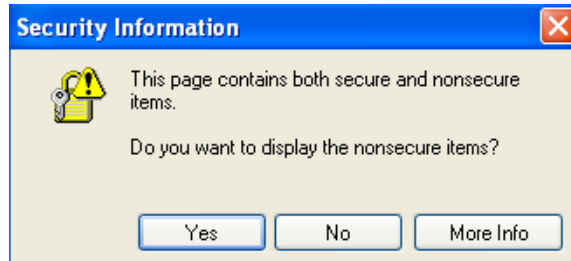 Security Information
This page contains both secure and nonsecure
items.
Do you want to display the nonsecure items?
Yes No More Info